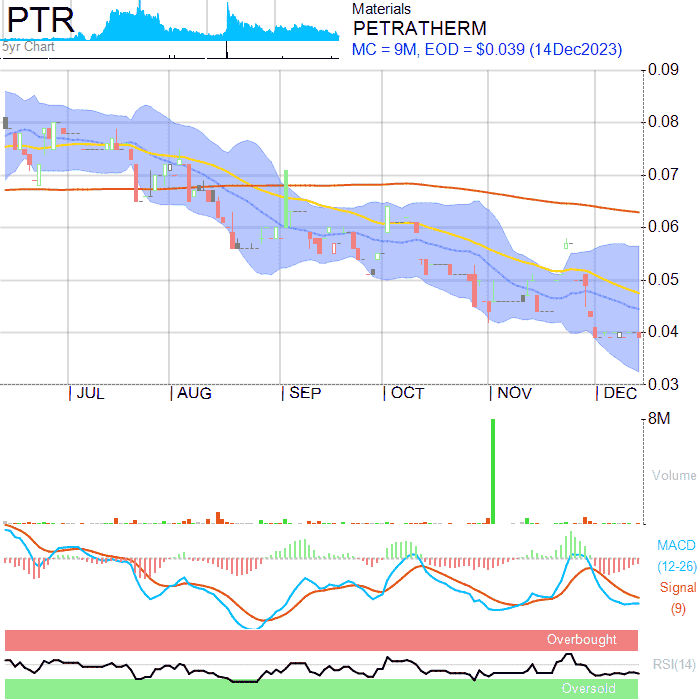 PTR
5yr Chart
Materials
PETRATHERM
MC = 9M, EOD = $0.039 (14Dec2023)
0.09
0.08
0.07
0.06
0.05
0.04
0.03
JUL AUG SEP OCT NOV DEC
8M
Volume
MACD
(12-26)
Signal
(9)
Overbought
RSI(14)
Oversold